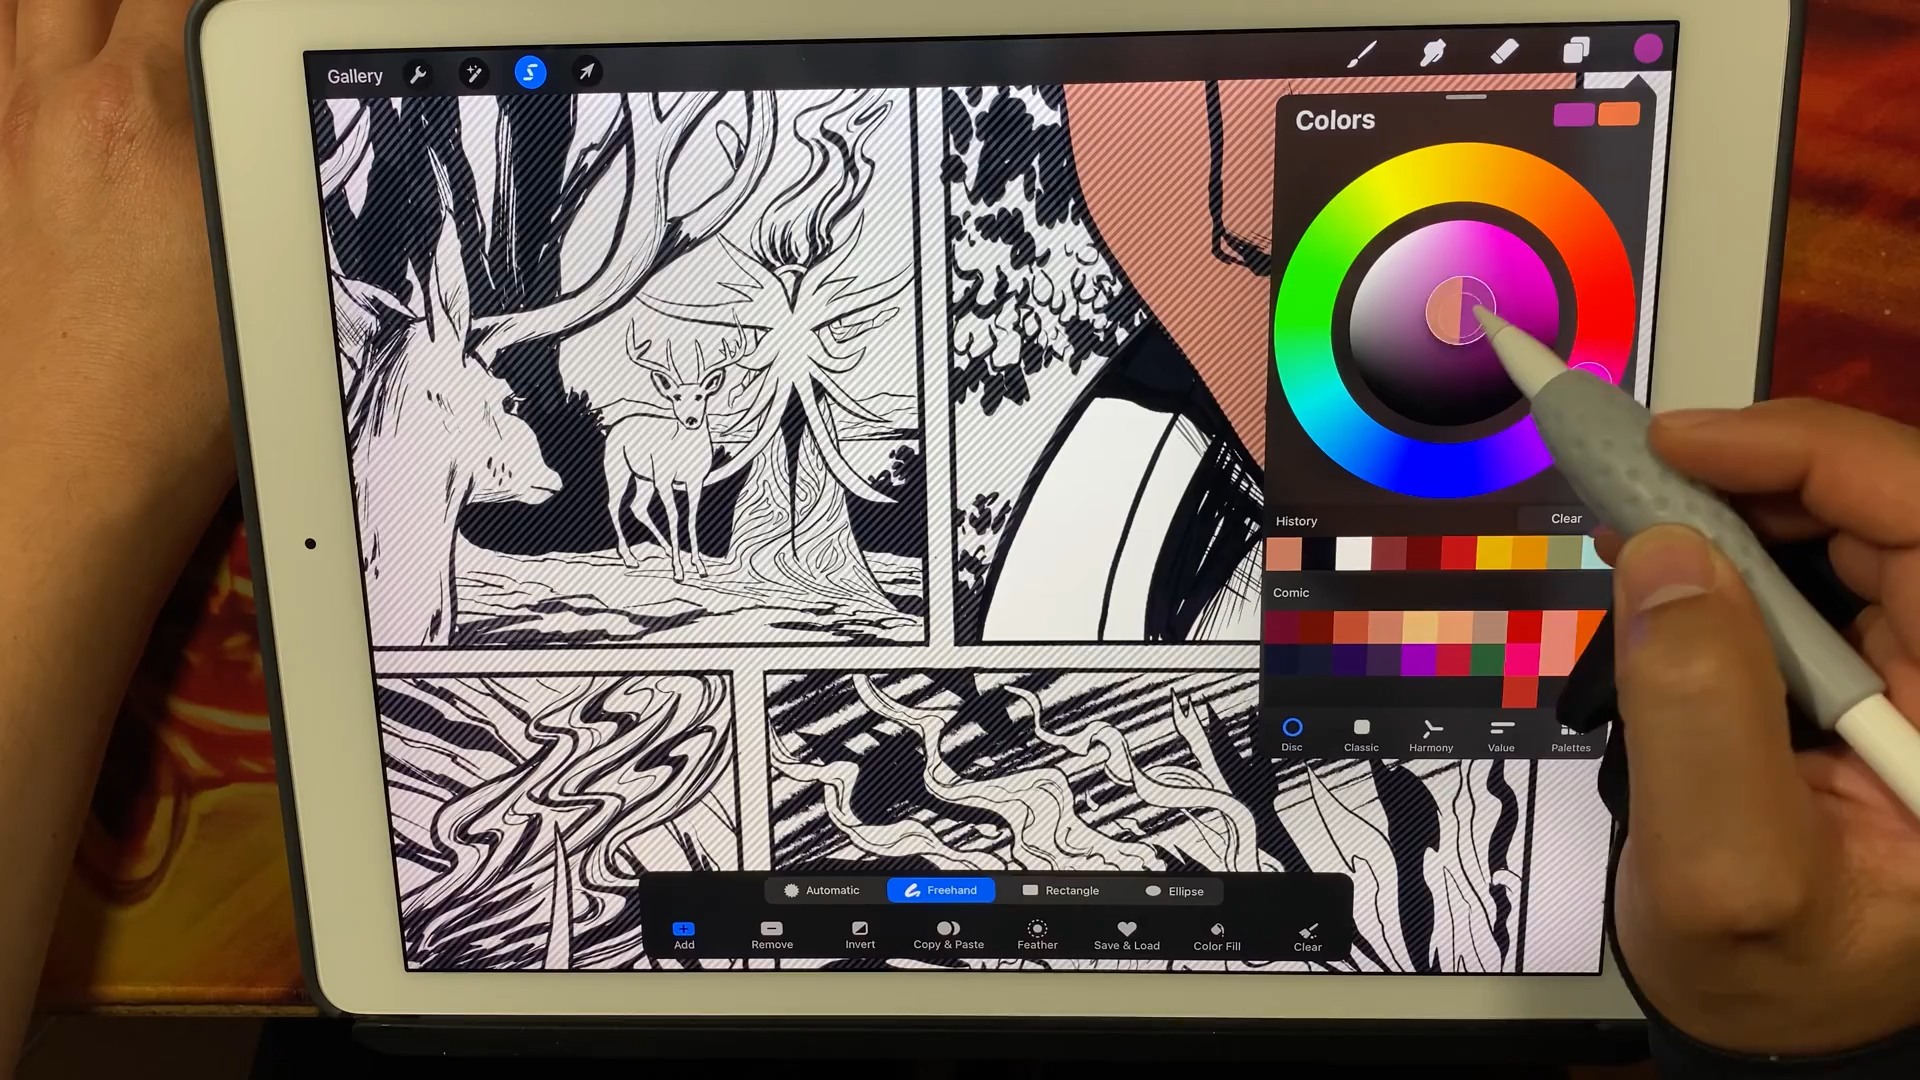 Gallery
Colors
History Clear
Comic
Disc Classic Harmony Value Palettes
Automatic Freehand Rectangle Ellipse
Add Remove Invert Copy & Paste Feather Save & Load Color Fill Clear